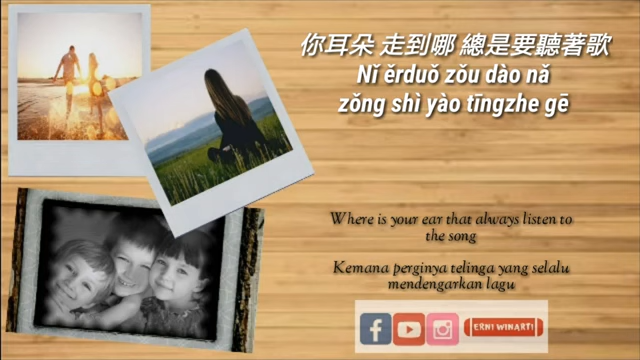 你耳朵 走到哪 總是要聽著歌
Nǐ ěrduǒ zǒu dào nǎ
zǒng shì yào tīngzhe gē
Where is your ear that always listen to
the song
Kemana perginya telinga yang selalu
mendengarkan lagu
ERNI WINARTI